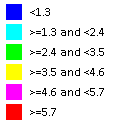 <1.3
>=1.3 and <2.4
>=2.4 and <3.5
>=3.5 and <4.6
>=4.6 and <5.7
>=5.7